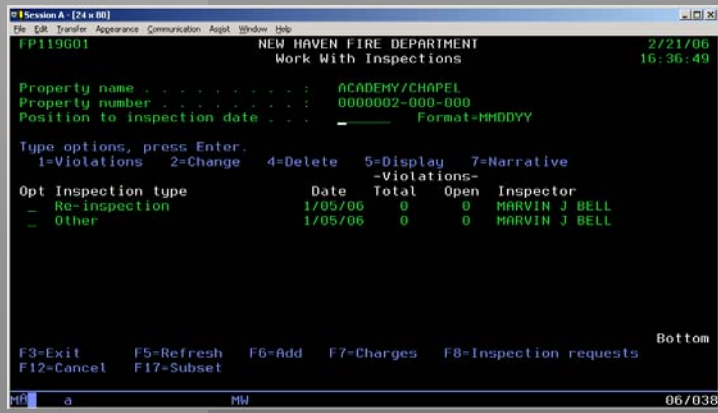 Session A - [24 x 80]
File Edit Transfer Appearance Communication Assist Window Help
FP119G01 NEW HAVEN FIRE DEPARTMENT 2/21/06
Work With Inspections 16:36:49
Property name . . . . . . . . . : ACADEMY/CHAPEL
Property number . . . . . . . . : 0000002-000-000
Position to inspection date . . . Format=MMDDYY
Type options, press Enter.
1=Violations 2=Change 4=Delete 5=Display 7=Narrative
-Violations-
Opt Inspection type Date Total Open Inspector
_ Re-inspection 1/05/06 0 0 MARVIN J BELL
_ Other 1/05/06 0 0 MARVIN J BELL
Bottom
F3=Exit F5=Refresh F6=Add F7=Charges F8=Inspection requests
F12=Cancel F17=Subset
a MW 06/038